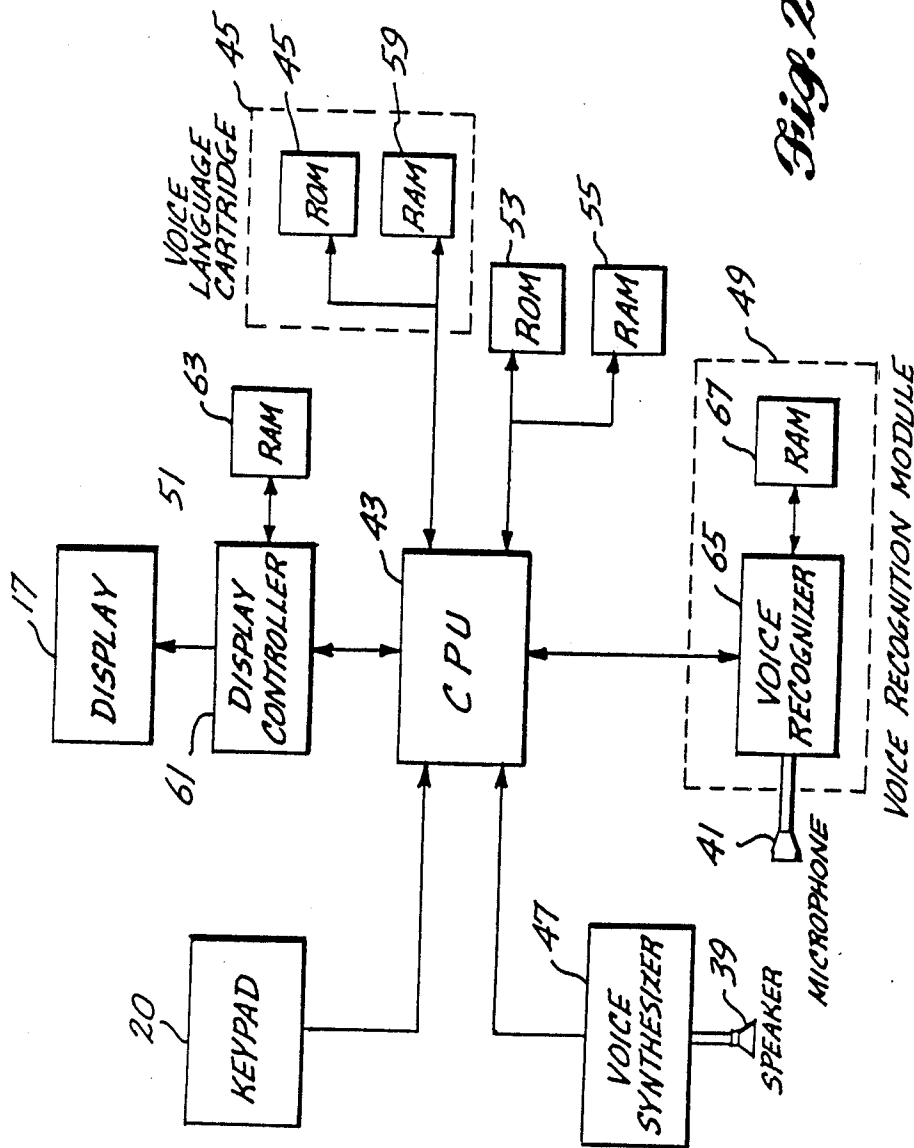 17
DISPLAY
20
KEYPAD
51
61
DISPLAY
CONTROLLER
63
RAM
VOICE
LANGUAGE
CARTRIDGE
45
ROM
45
RAM
59
43
CPU
ROM
53
RAM
55
47
VOICE
SYNTHESIZER
39
SPEAKER
41
MICROPHONE
65
VOICE
RECOGNIZER
67
RAM
49
VOICE RECOGNITION MODULE
Fig. 2